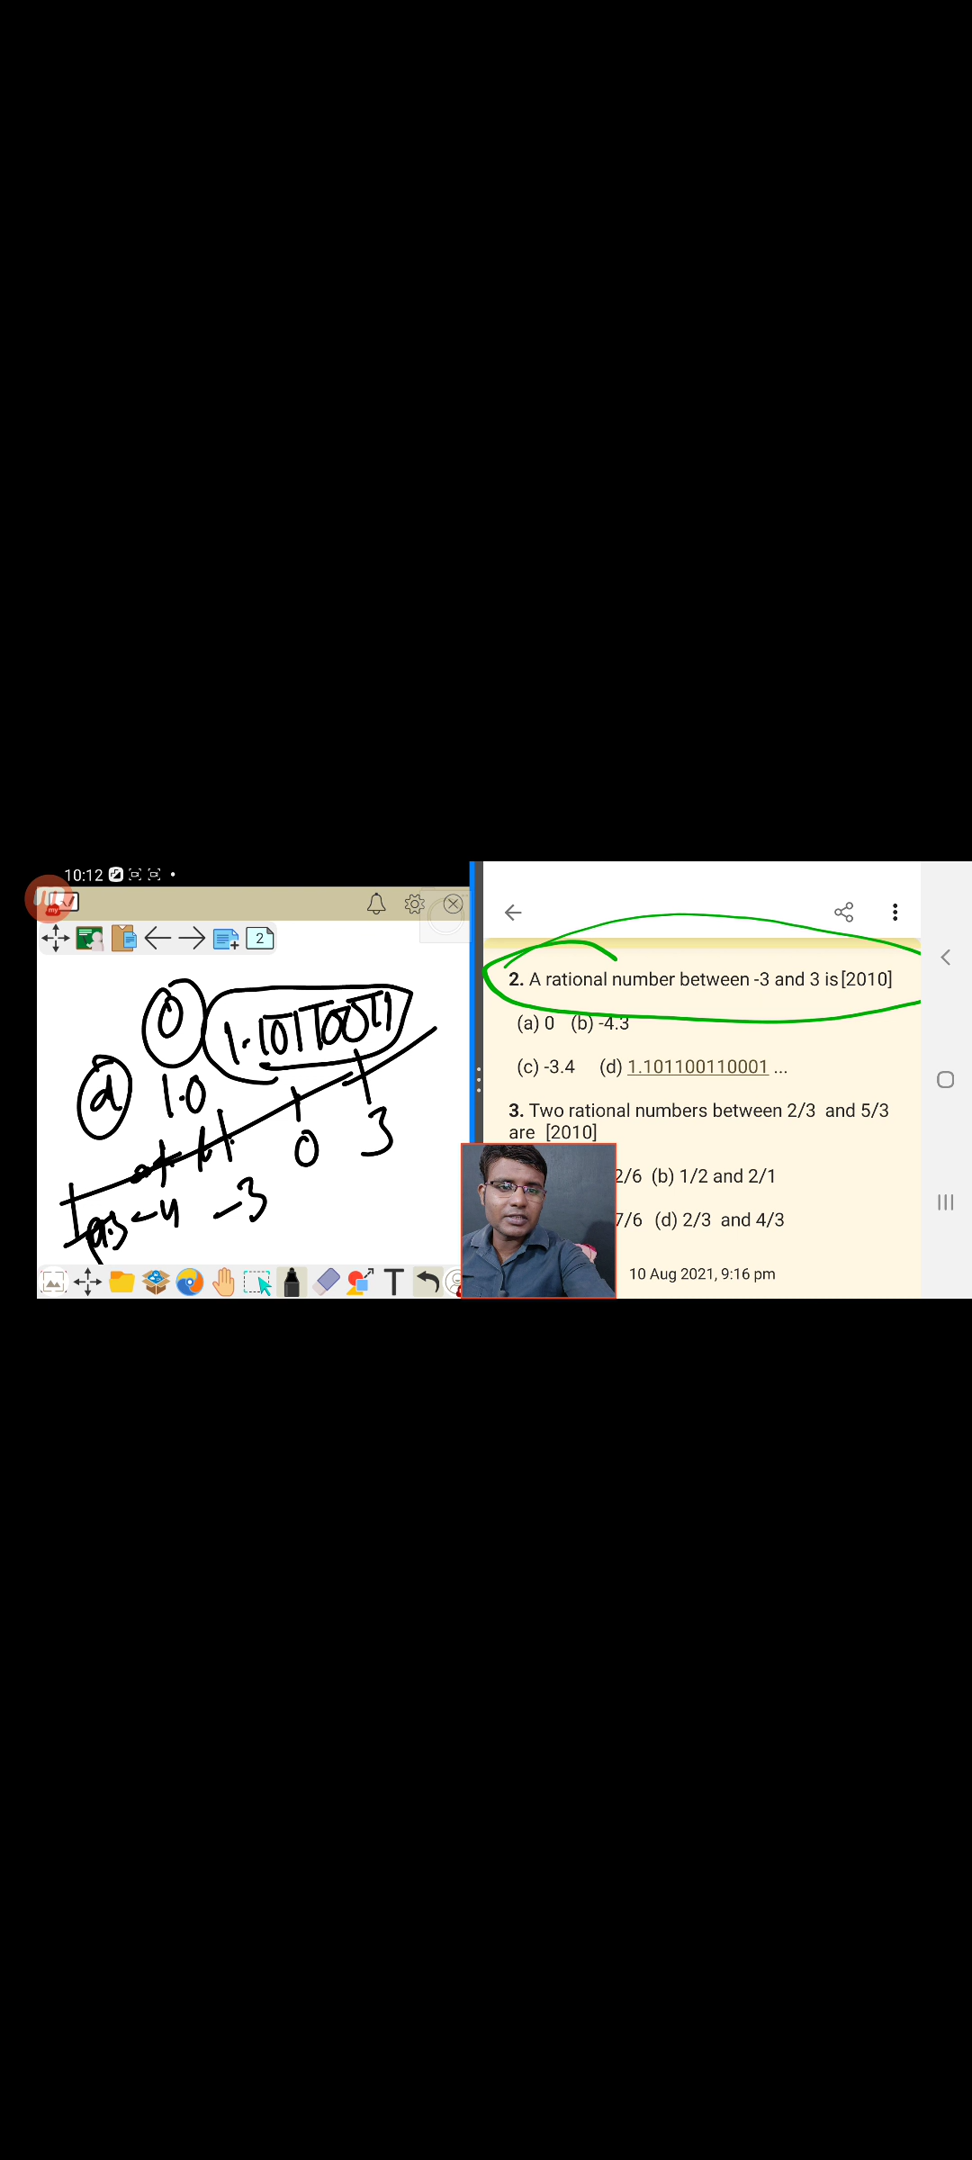 10:12
my
2
0 1.101110011
d 1.0
0 3
-4 -3
2. A rational number between -3 and 3 is [2010]
(a) 0 (b) -4.3
(c) -3.4 (d) 1.101100110001 ...
3. Two rational numbers between 2/3 and 5/3
are [2010]
2/6 (b) 1/2 and 2/1
7/6 (d) 2/3 and 4/3
10 Aug 2021, 9:16 pm
T